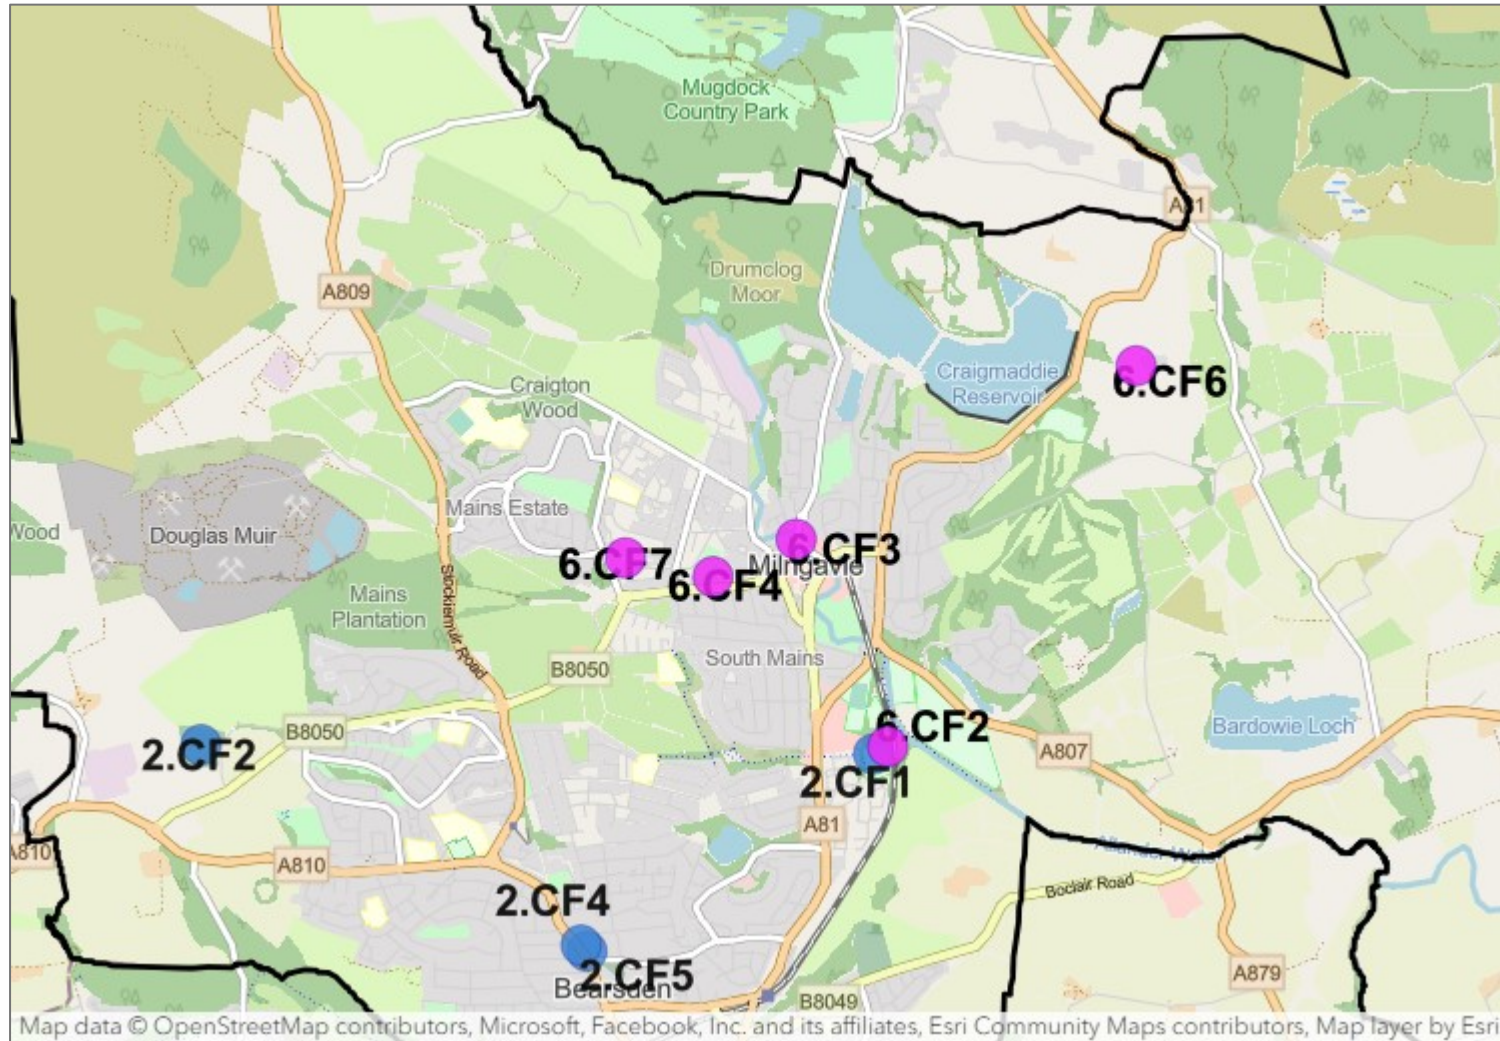 Mugdock
Country Park
A81
Drumclog
Moor
A809
Craigmaddie
Reservoir
6.CF6
Craigton
Wood
Mains Estate
Wood
Douglas Muir
6.CF7
6.CF3
Milngavie
6.CF4
Mains
Plantation
Stockiemuir Road
South Mains
B8050
B8050
6.CF2
Bardowie Loch
2.CF2
A807
2.CF1
A81
A810
A810
Allander Water
Boclair Road
2.CF4
2.CF5
Bearsden
A879
B8049
Map data © OpenStreetMap contributors, Microsoft, Facebook, Inc. and its affiliates, Esri Community Maps contributors, Map layer by Esri